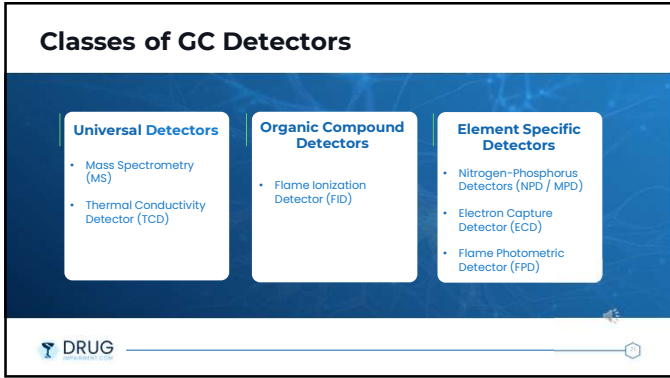 Classes of GC Detectors
Universal Detectors
• Mass Spectrometry
(MS)
• Thermal Conductivity
Detector (TCD)
Organic Compound
Detectors
• Flame Ionization
Detector (FID)
Element Specific
Detectors
• Nitrogen-Phosphorus
Detectors (NPD / MPD)
• Electron Capture
Detector (ECD)
• Flame Photometric
Detector (FPD)
DRUG
IMPAIRMENT.COM